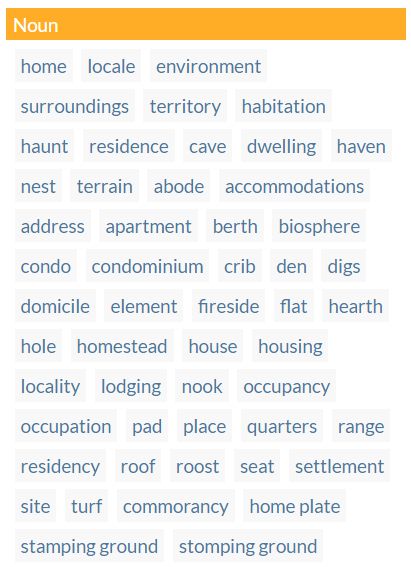 Noun
home locale environment
surroundings territory habitation
haunt residence cave dwelling haven
nest terrain abode accommodations
address apartment berth biosphere
condo condominium crib den digs
domicile element fireside flat hearth
hole homestead house housing
locality lodging nook occupancy
occupation pad place quarters range
residency roof roost seat settlement
site turf commorancy home plate
stamping ground stomping ground